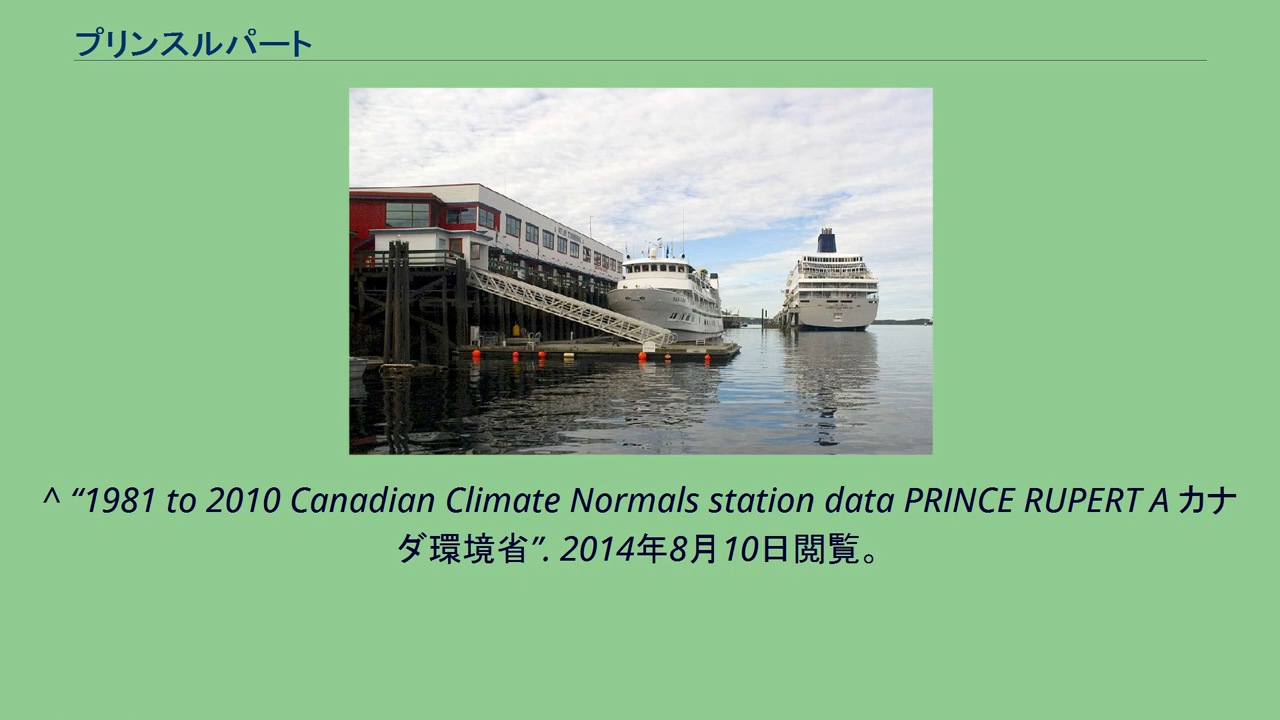 プリンスルパート
^ “1981 to 2010 Canadian Climate Normals station data PRINCE RUPERT A カナ
ダ環境省”. 2014年8月10日閲覧。